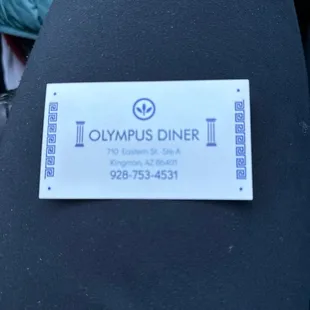 OLYMPUS DINER
710 Eastern St. Ste A
Kingman, AZ 86401
928-753-4531